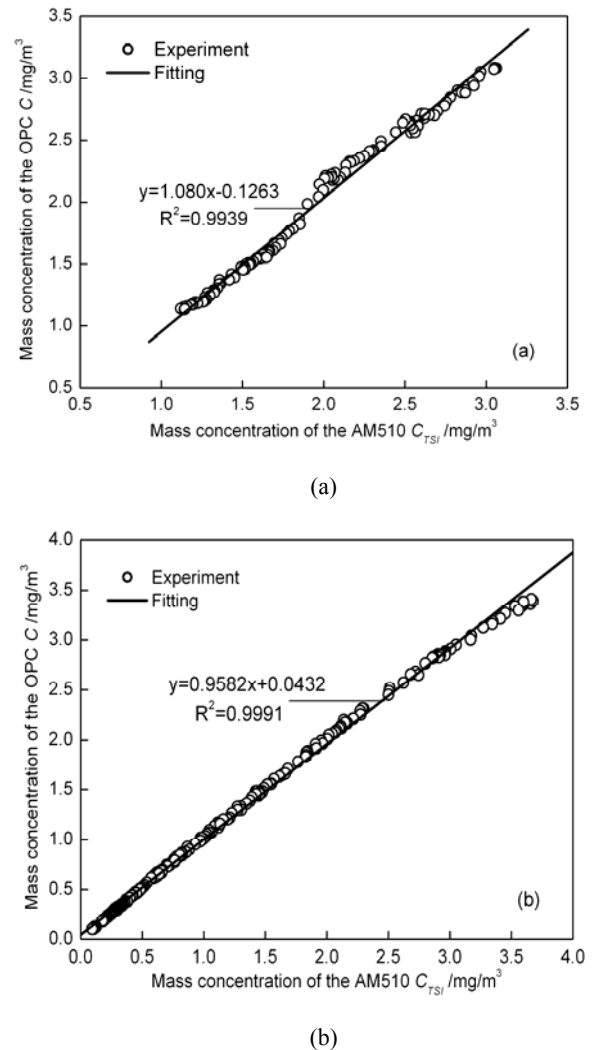 Mass concentration of the OPC C /mg/m³
3.5
3.0
2.5
2.0
1.5
1.0
0.5
Experiment
Fitting
y=1.080x-0.1263
R²=0.9939
(a)
0.5 1.0 1.5 2.0 2.5 3.0 3.5
Mass concentration of the AM510 C_TSI /mg/m³
(a)
Mass concentration of the OPC C /mg/m³
4.0
3.5
3.0
2.5
2.0
1.5
1.0
0.5
0.0
Experiment
Fitting
y=0.9582x+0.0432
R²=0.9991
(b)
0.0 0.5 1.0 1.5 2.0 2.5 3.0 3.5 4.0
Mass concentration of the AM510 C_TSI /mg/m³
(b)